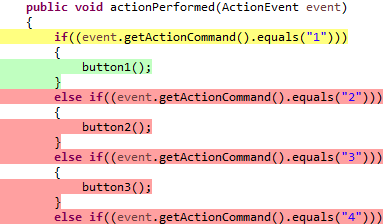 public void actionPerformed(ActionEvent event)
{
if((event.getActionCommand().equals("1")))
{
button1();
}
else if((event.getActionCommand().equals("2")))
{
button2();
}
else if((event.getActionCommand().equals("3")))
{
button3();
}
else if((event.getActionCommand().equals("4")))